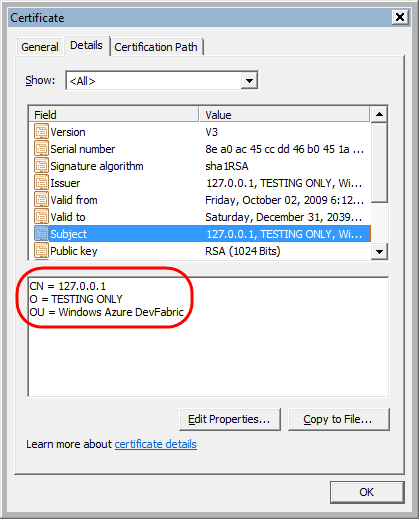 Certificate
General Details Certification Path
Show: <All>
Field Value
Version V3
Serial number 8e a0 ac 45 cc dd 46 b0 45 1a ...
Signature algorithm sha1RSA
Issuer 127.0.0.1, TESTING ONLY, Wi...
Valid from Friday, October 02, 2009 6:12...
Valid to Saturday, December 31, 2039...
Subject 127.0.0.1, TESTING ONLY, Wi...
Public key RSA (1024 Bits)
CN = 127.0.0.1
O = TESTING ONLY
OU = Windows Azure DevFabric
Edit Properties... Copy to File...
Learn more about certificate details
OK